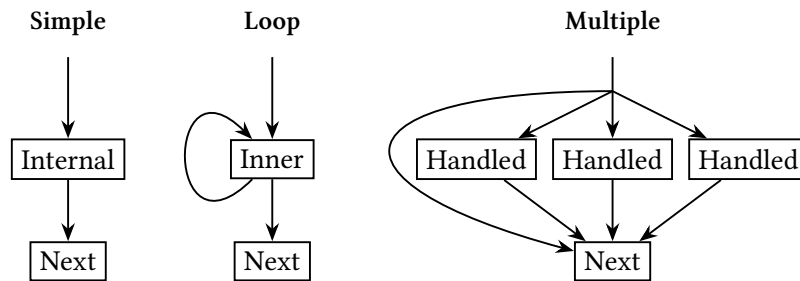 Simple
Internal
Next
Loop
Inner
Next
Multiple
Handled Handled Handled
Next